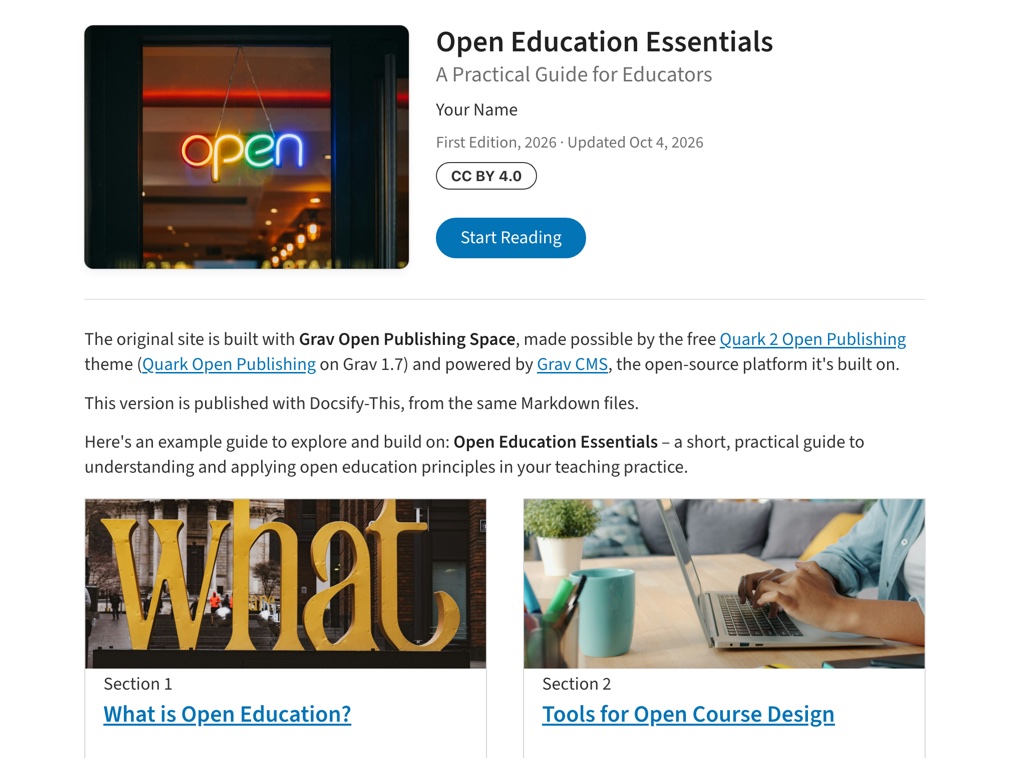 open
Open Education Essentials
A Practical Guide for Educators
Your Name
First Edition, 2026 · Updated Oct 4, 2026
CC BY 4.0
Start Reading
The original site is built with Grav Open Publishing Space, made possible by the free Quark 2 Open Publishing
theme (Quark Open Publishing on Grav 1.7) and powered by Grav CMS, the open-source platform it's built on.
This version is published with Docsify-This, from the same Markdown files.
Here's an example guide to explore and build on: Open Education Essentials – a short, practical guide to
understanding and applying open education principles in your teaching practice.
what
Section 1
What is Open Education?
Section 2
Tools for Open Course Design